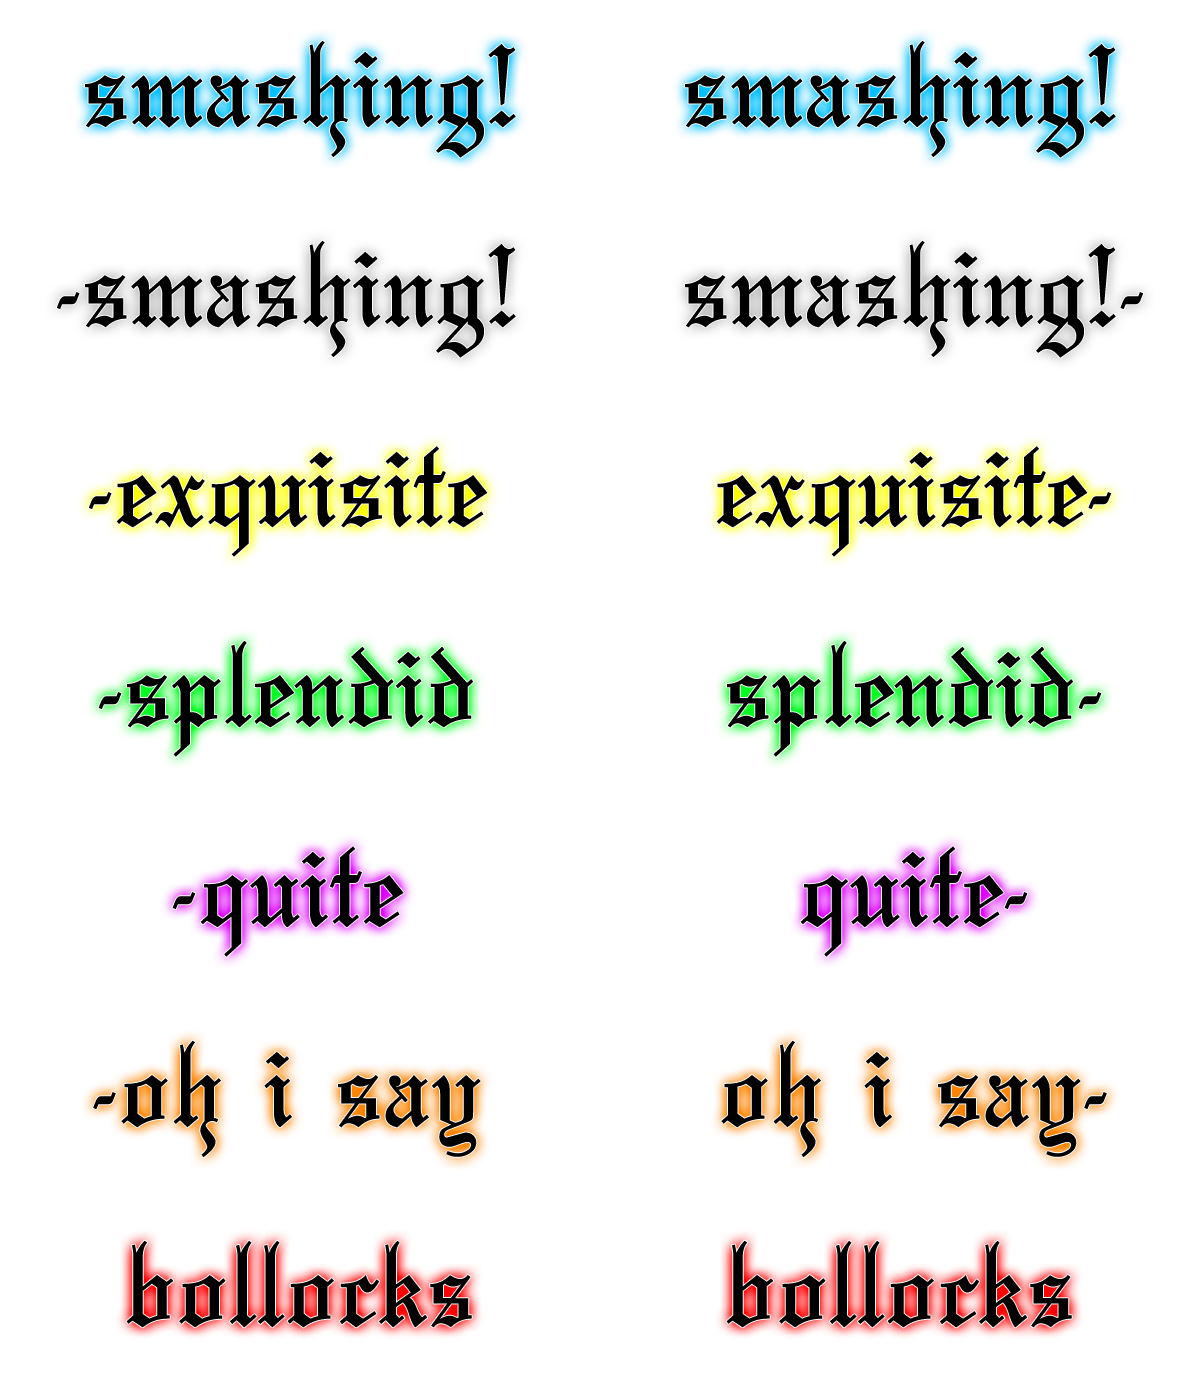 smashing! smashing!
-smashing! smashing!-
-exquisite exquisite-
-splendid splendid-
-quite quite-
-oh i say oh i say-
bollocks bollocks